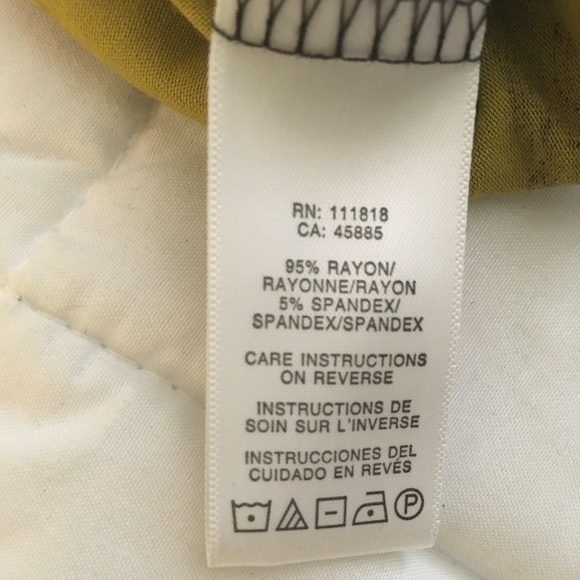 RN: 111818
CA: 45885
95% RAYON/
RAYONNE/RAYON
5% SPANDEX/
SPANDEX/SPANDEX
CARE INSTRUCTIONS
ON REVERSE
INSTRUCTIONS DE
SOIN SUR L'INVERSE
INSTRUCCIONES DEL
CUIDADO EN REVÉS
P